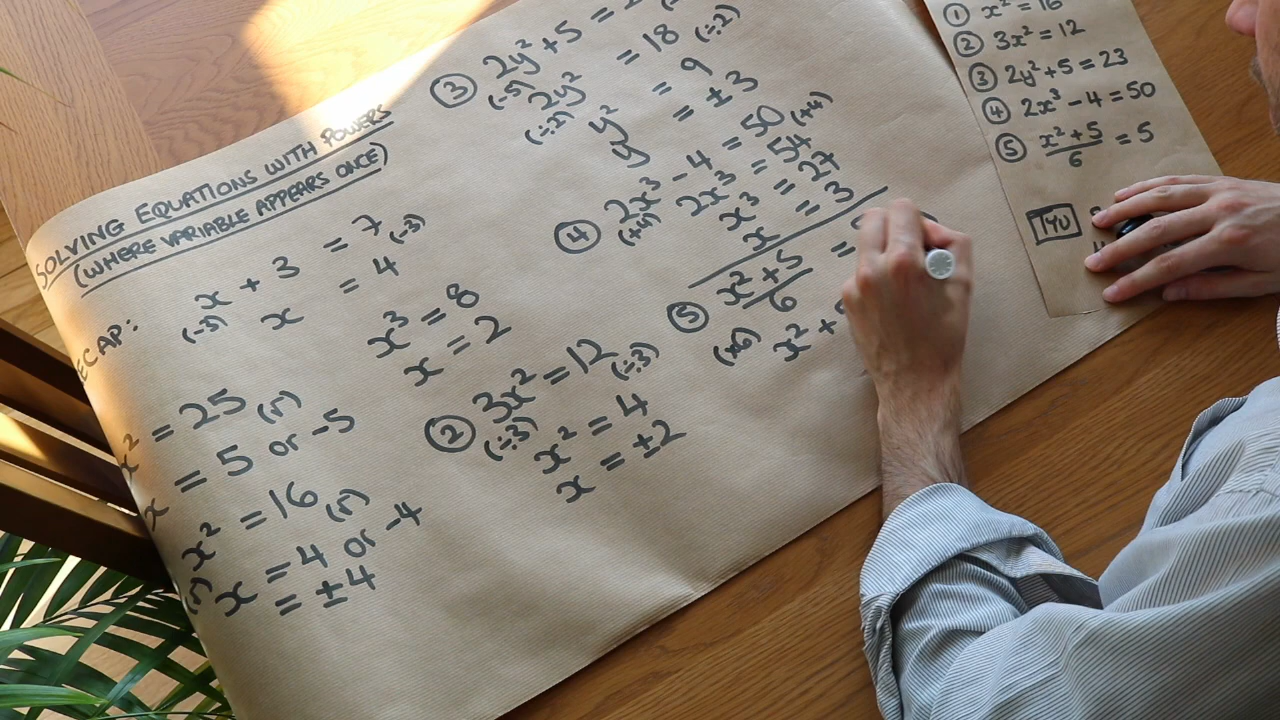 SOLVING EQUATIONS WITH POWERS
(WHERE VARIABLE APPEARS ONCE)
ECAP:
x + 3 = 7
(-3) (-3)
x = 4
x² = 25 (√)
x = 5 or -5
x² = 16 (√)
(√)
x = 4 or -4
= ±4
x³ = 8
x = 2
② 3x² = 12
(÷3) (÷3)
x² = 4
x = ±2
③ 2y² + 5 =
(-5) 2y² = 18 (÷2)
(÷2) y² = 9
y = ±3
④ 2x³ - 4 = 50 (+4)
(+4) 2x³ = 54
x³ = 27
x = 3
⑤ x² + 5
6 =
(×6) x² +
① x² = 16
② 3x² = 12
③ 2y² + 5 = 23
④ 2x³ - 4 = 50
⑤ x² + 5
6 = 5
TYU